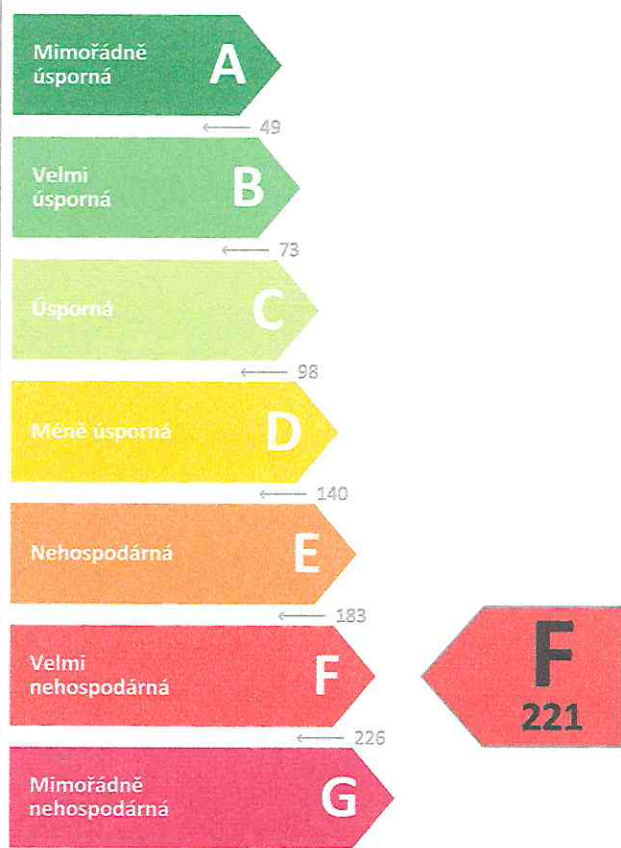 Mimořádně
úsporná
A
← 49
Velmi
úsporná
B
← 73
Úsporná
C
← 98
Méně úsporná
D
← 140
Nehospodárná
E
← 183
Velmi
nehospodárná
F
← 226
F
221
Mimořádně
nehospodárná
G